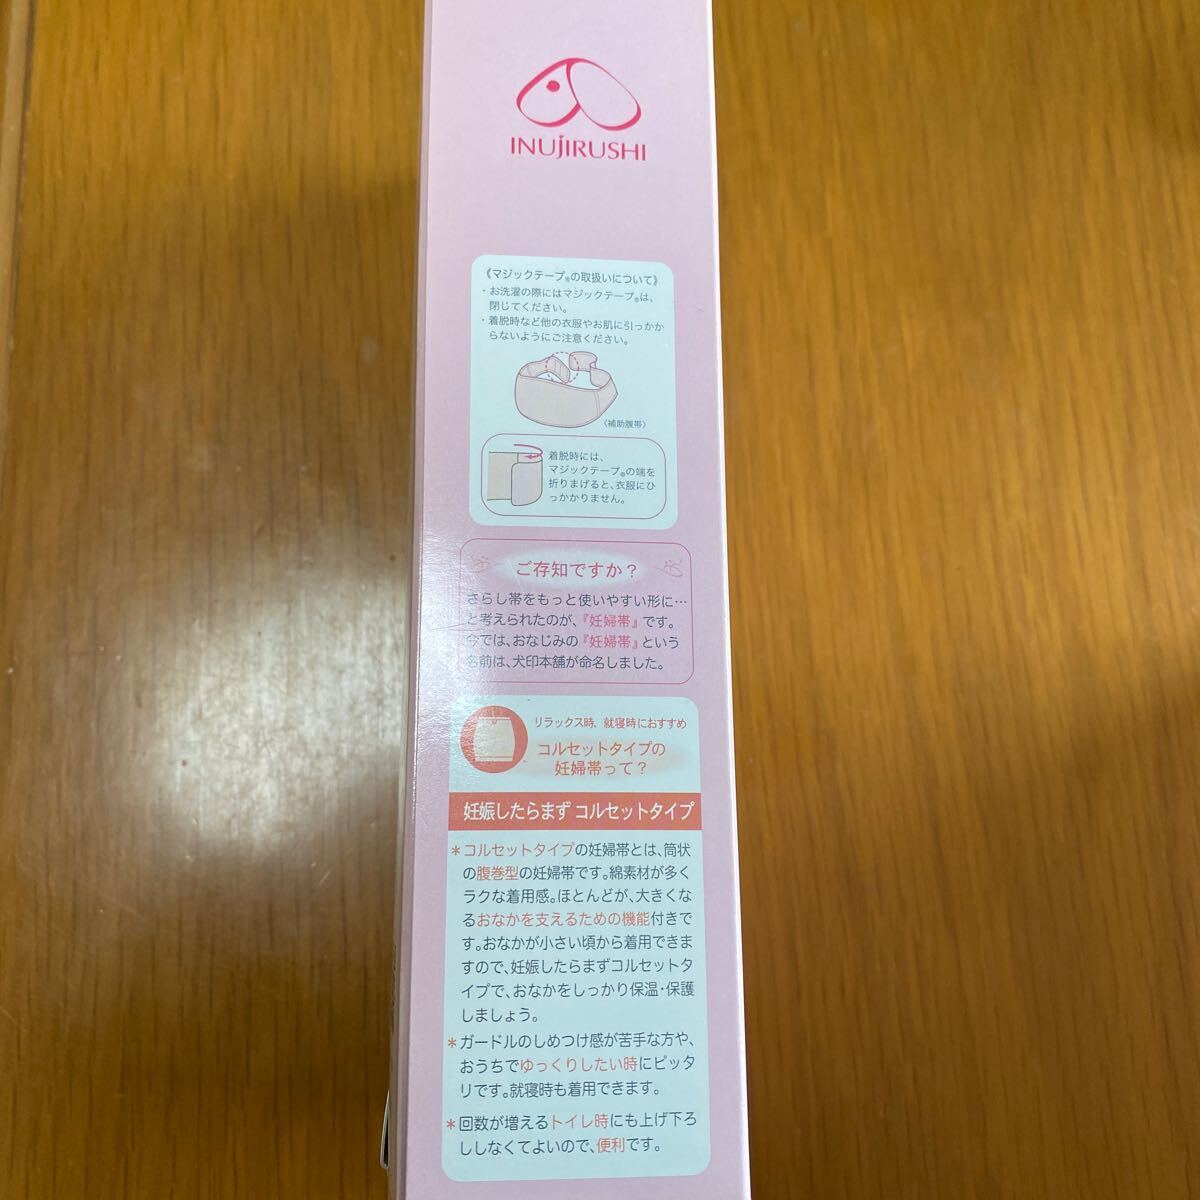 INUJIRUSHI
《マジックテープ®の取扱いについて》
・お洗濯の際にはマジックテープ®は、
閉じてください。
・着脱時など他の衣服やお肌に引っかか
らないようにご注意ください。
〈補助腹帯〉
着脱時には、
マジックテープ®の端を
折りまげると、衣服にひ
っかかりません。
ご存知ですか？
さらし帯をもっと使いやすい形に…
と考えられたのが、『妊婦帯』です。
今では、おなじみの『妊婦帯』という
名前は、犬印本舗が命名しました。
リラックス時、就寝時におすすめ
コルセットタイプの
妊婦帯って？
妊娠したらまず コルセットタイプ
＊コルセットタイプの妊婦帯とは、筒状
の腹巻型の妊婦帯です。綿素材が多く
ラクな着用感。ほとんどが、大きくな
るおなかを支えるための機能付きで
す。おなかが小さい頃から着用できま
すので、妊娠したらまずコルセットタ
イプで、おなかをしっかり保温・保護
しましょう。
＊ガードルのしめつけ感が苦手な方や、
おうちでゆっくりしたい時にピッタ
リです。就寝時も着用できます。
＊回数が増えるトイレ時にも上げ下ろ
ししなくてよいので、便利です。